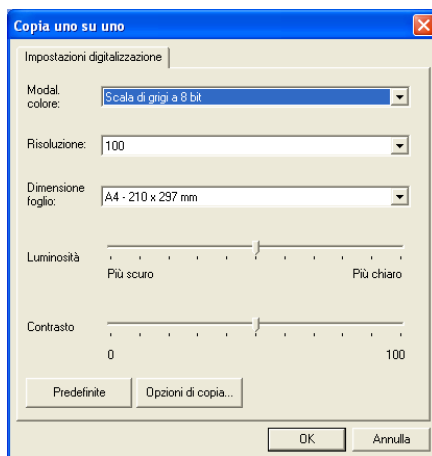 Copia uno su uno
Impostazioni digitalizzazione
Modal.
colore:
Scala di grigi a 8 bit
Risoluzione:
100
Dimensione
foglio:
A4 - 210 x 297 mm
Luminosità
Più scuro
Più chiaro
Contrasto
0
100
Predefinite
Opzioni di copia...
OK
Annulla